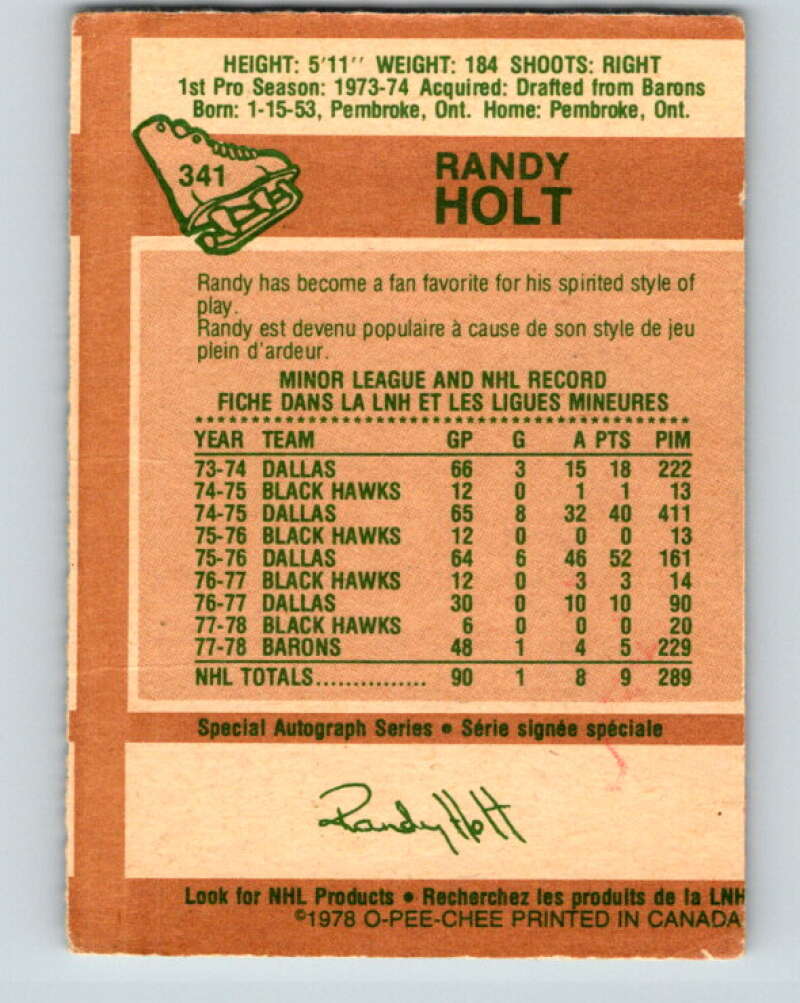 HEIGHT: 5'11'' WEIGHT: 184 SHOOTS: RIGHT
1st Pro Season: 1973-74 Acquired: Drafted from Barons
Born: 1-15-53, Pembroke, Ont. Home: Pembroke, Ont.
341
RANDY
HOLT
Randy has become a fan favorite for his spirited style of
play.
Randy est devenu populaire à cause de son style de jeu
plein d'ardeur.
MINOR LEAGUE AND NHL RECORD
FICHE DANS LA LNH ET LES LIGUES MINEURES
YEAR TEAM GP G A PTS PIM
73-74 DALLAS 66 3 15 18 222
74-75 BLACK HAWKS 12 0 1 1 13
74-75 DALLAS 65 8 32 40 411
75-76 BLACK HAWKS 12 0 0 0 13
75-76 DALLAS 64 6 46 52 161
76-77 BLACK HAWKS 12 0 3 3 14
76-77 DALLAS 30 0 10 10 90
77-78 BLACK HAWKS 6 0 0 0 20
77-78 BARONS 48 1 4 5 229
NHL TOTALS................ 90 1 8 9 289
Special Autograph Series • Série signée spéciale
Randy Holt
Look for NHL Products • Recherchez les produits de la LNH
©1978 O-PEE-CHEE PRINTED IN CANADA